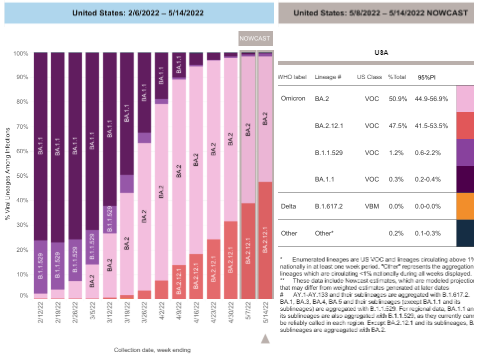 United States: 2/6/2022 – 5/14/2022
United States: 5/8/2022 – 5/14/2022 NOWCAST
NOWCAST
USA
WHO label Lineage # US Class %Total 95%PI
Omicron BA.2 VOC 50.9% 44.9-56.9%
BA.2.12.1 VOC 47.5% 41.5-53.5%
B.1.1.529 VOC 1.2% 0.6-2.2%
BA.1.1 VOC 0.3% 0.2-0.4%
Delta B.1.617.2 VBM 0.0% 0.0-0.0%
Other Other* 0.2% 0.1-0.3%
% Viral Lineages Among Infections
100%
90%
80%
70%
60%
50%
40%
30%
20%
10%
0%
BA.1.1 BA.1.1 BA.1.1 BA.1.1 BA.1.1 BA.1.1 BA.1.1 BA.1.1 BA.1.1
B.1.1.529 B.1.1.529 B.1.1.529 B.1.1.529 B.1.1.529
BA.2 BA.2 BA.2 BA.2 BA.2 BA.2 BA.2 BA.2 BA.2 BA.2 BA.2
BA.2.12.1 BA.2.12.1 BA.2.12.1 BA.2.12.1 BA.2.12.1 BA.2.12.1
2/12/22 2/19/22 2/26/22 3/5/22 3/12/22 3/19/22 3/26/22 4/2/22 4/9/22 4/16/22 4/23/22 4/30/22 5/7/22 5/14/22
Collection date, week ending
* Enumerated lineages are US VOC and lineages circulating above 1%
nationally in at least one week period. "Other" represents the aggregation
lineages which are circulating <1% nationally during all weeks displayed.
** These data include Nowcast estimates, which are modeled projection
that may differ from weighted estimates generated at later dates
# AY.1-AY.133 and their sublineages are aggregated with B.1.617.2.
BA.1, BA.3, BA.4, BA.5 and their sublineages (except BA.1.1 and its
sublineages) are aggregated with B.1.1.529. For regional data, BA.1.1 an
its sublineages are also aggregated with B.1.1.529, as they currently cann
be reliably called in each region. Except BA.2.12.1 and its sublineages, B.
sublineages are aggregated with BA.2.